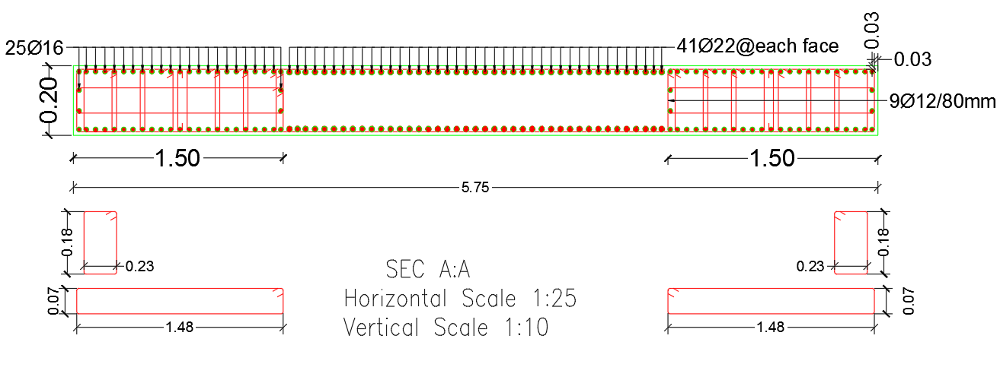 0.03
25Ø16
41Ø22@each face
0.03
0.20
9Ø12/80mm
1.50
1.50
5.75
0.18
0.23
0.23
0.18
SEC A:A
0.07
Horizontal Scale 1:25
0.07
1.48
Vertical Scale 1:10
1.48